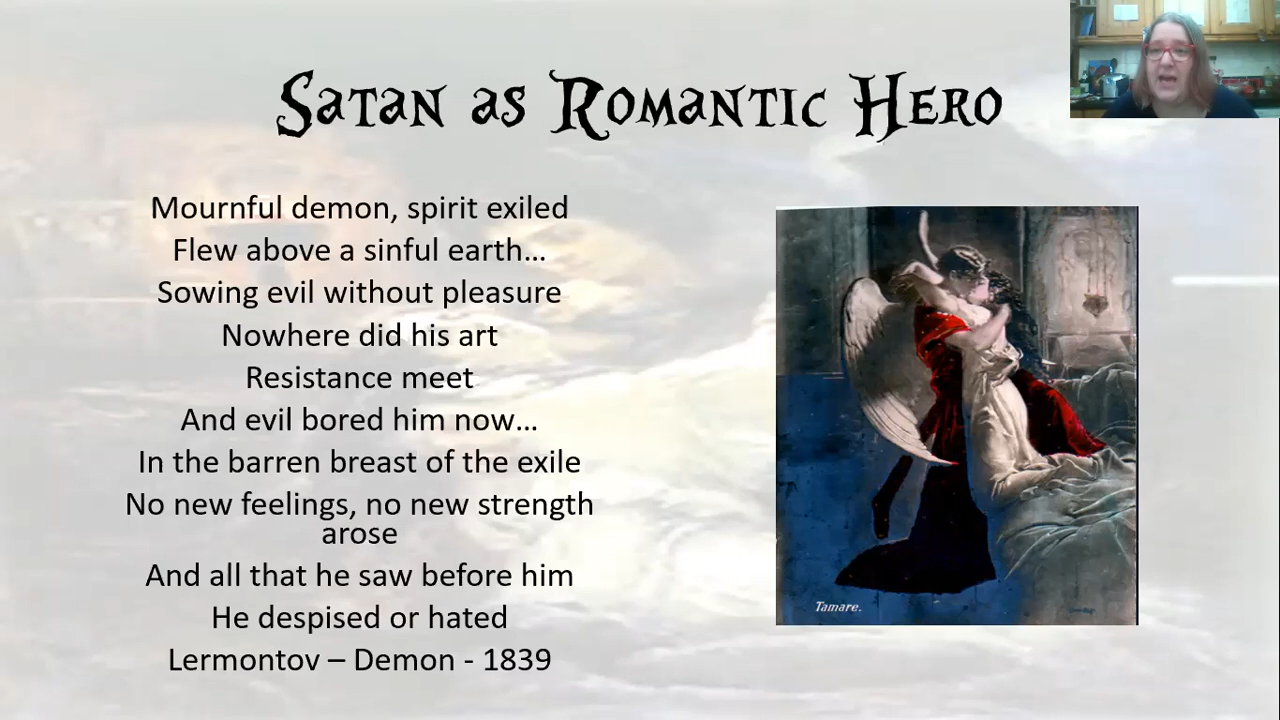 Satan as Romantic Hero
Mournful demon, spirit exiled
Flew above a sinful earth...
Sowing evil without pleasure
Nowhere did his art
Resistance meet
And evil bored him now...
In the barren breast of the exile
No new feelings, no new strength
arose
And all that he saw before him
He despised or hated
Lermontov – Demon - 1839
Tamare.